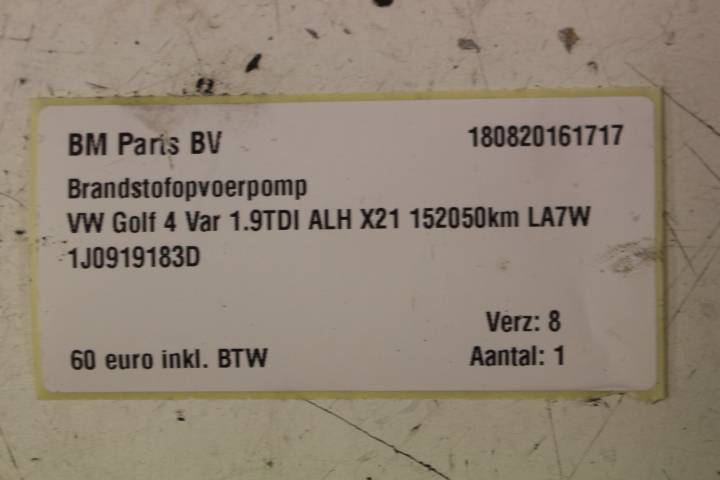 BM Parts BV 180820161717
Brandstofopvoerpomp
VW Golf 4 Var 1.9TDI ALH X21 152050km LA7W
1J0919183D
Verz: 8
60 euro inkl. BTW Aantal: 1